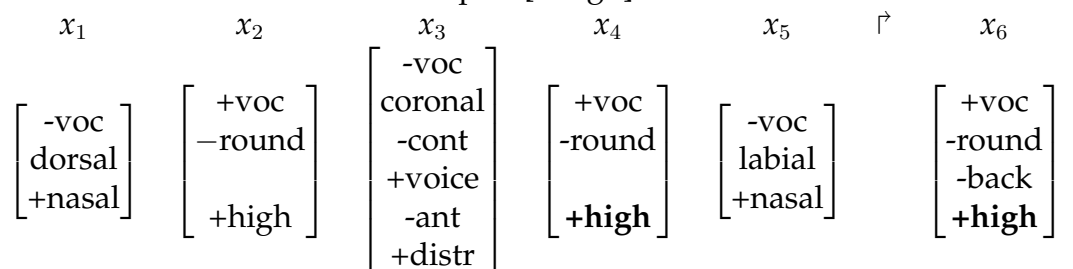 x₁ x₂ x₃ x₄ x₅ ↱ x₆
-voc
dorsal
+nasal
+voc
−round
+high
-voc
coronal
-cont
+voice
-ant
+distr
+voc
-round
+high
-voc
labial
+nasal
+voc
-round
-back
+high